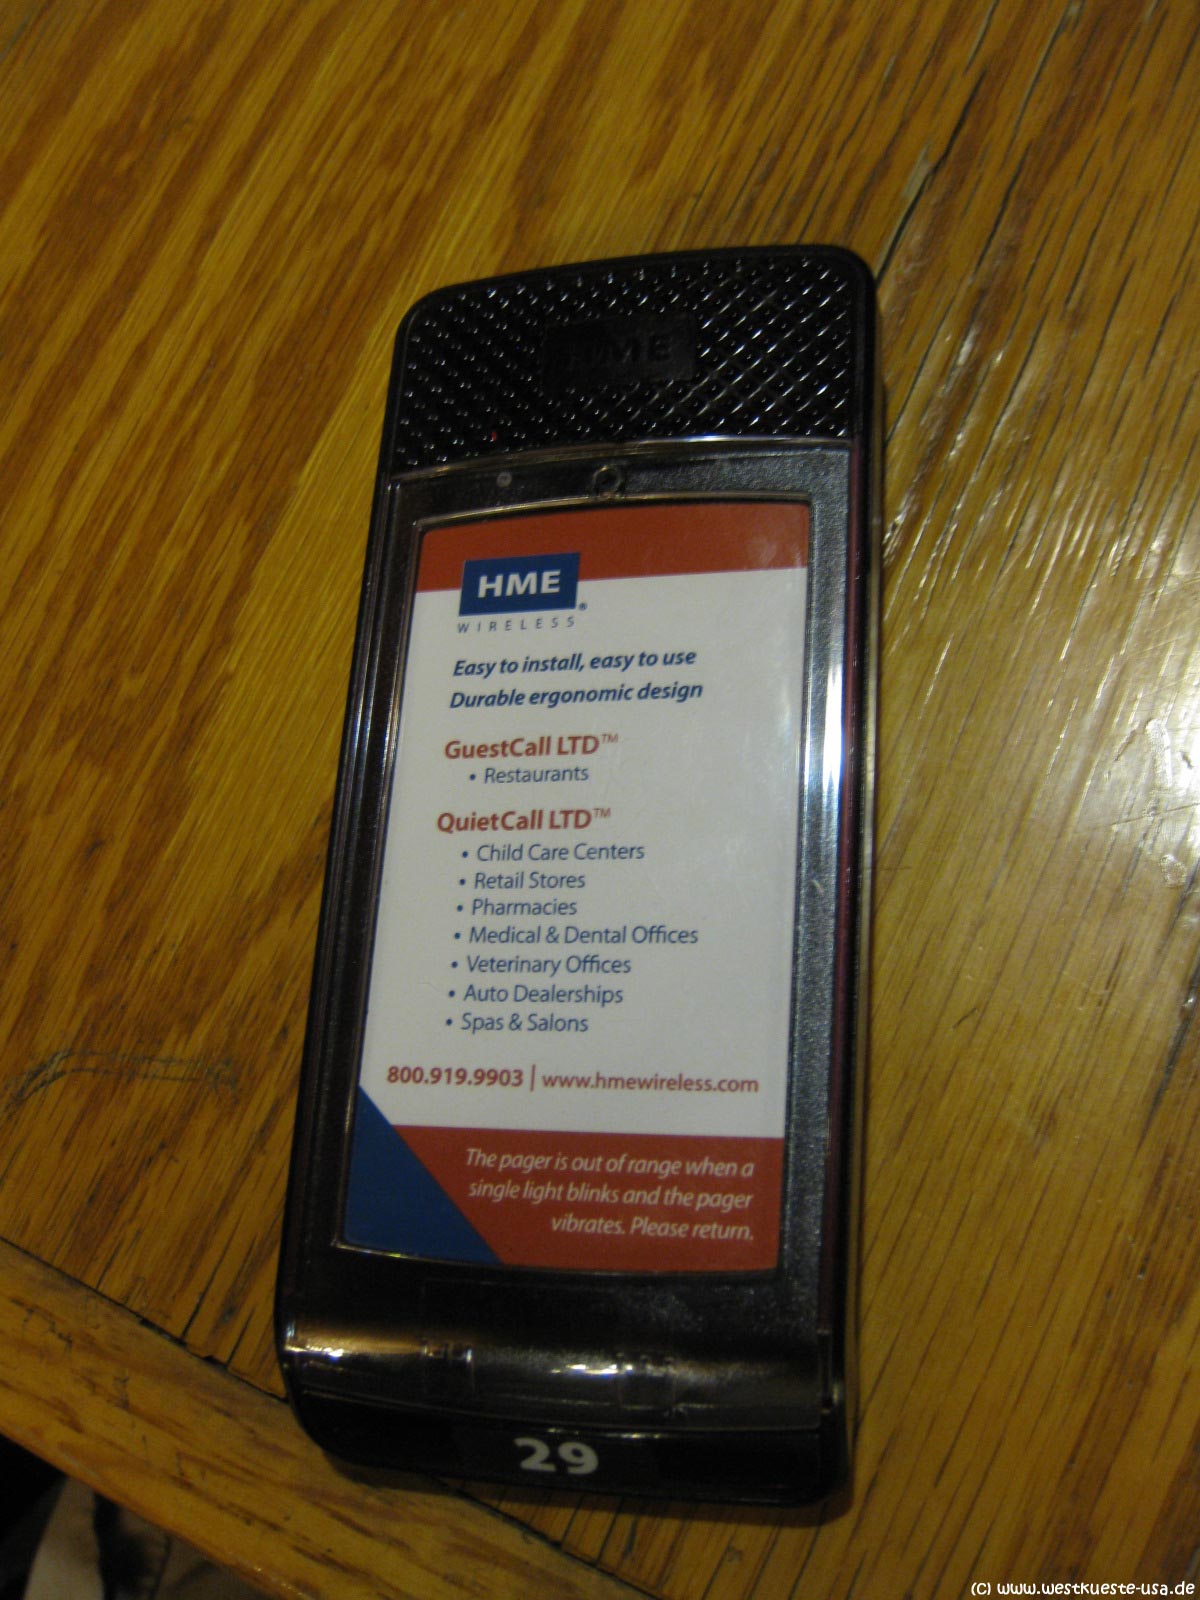 HME
HME
WIRELESS®
Easy to install, easy to use
Durable ergonomic design
GuestCall LTD™
• Restaurants
QuietCall LTD™
• Child Care Centers
• Retail Stores
• Pharmacies
• Medical & Dental Offices
• Veterinary Offices
• Auto Dealerships
• Spas & Salons
800.919.9903 | www.hmewireless.com
The pager is out of range when a
single light blinks and the pager
vibrates. Please return.
29
(c) www.westkueste-usa.de